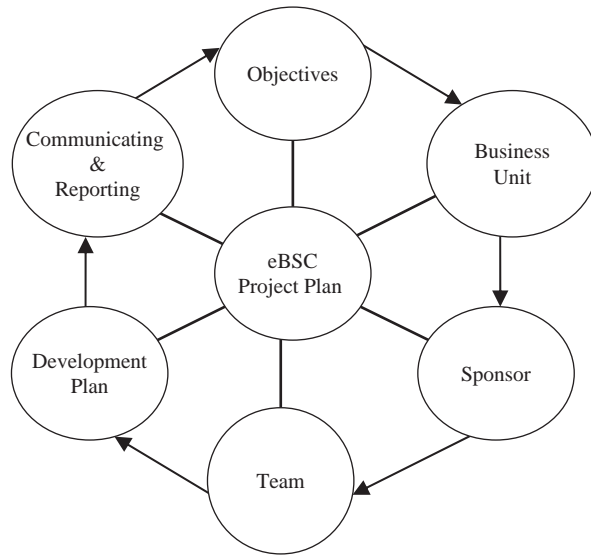 Objectives
Communicating
&
Reporting
Business
Unit
eBSC
Project Plan
Development
Plan
Sponsor
Team